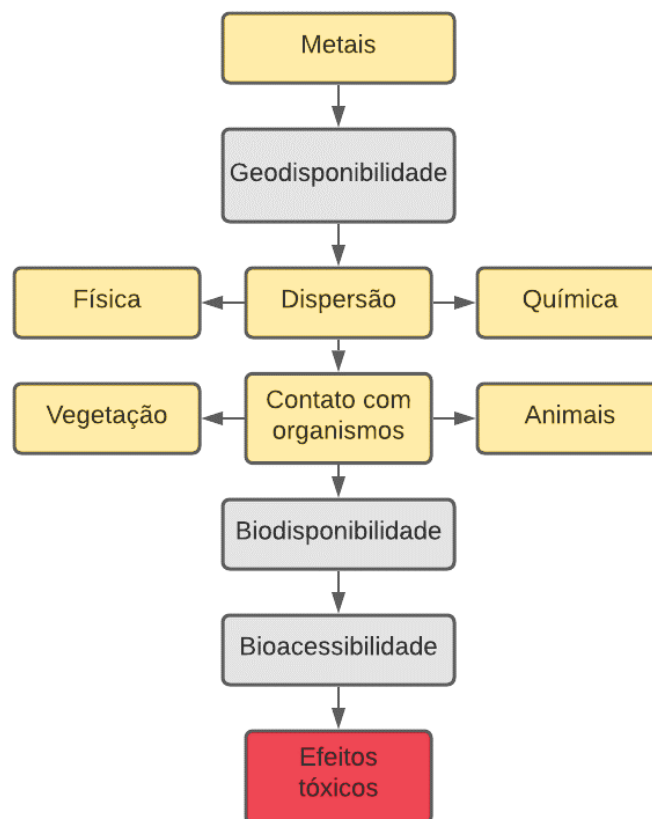 Metais
Geodisponibilidade
Física
Dispersão
Química
Vegetação
Contato com
organismos
Animais
Biodisponibilidade
Bioacessibilidade
Efeitos
tóxicos